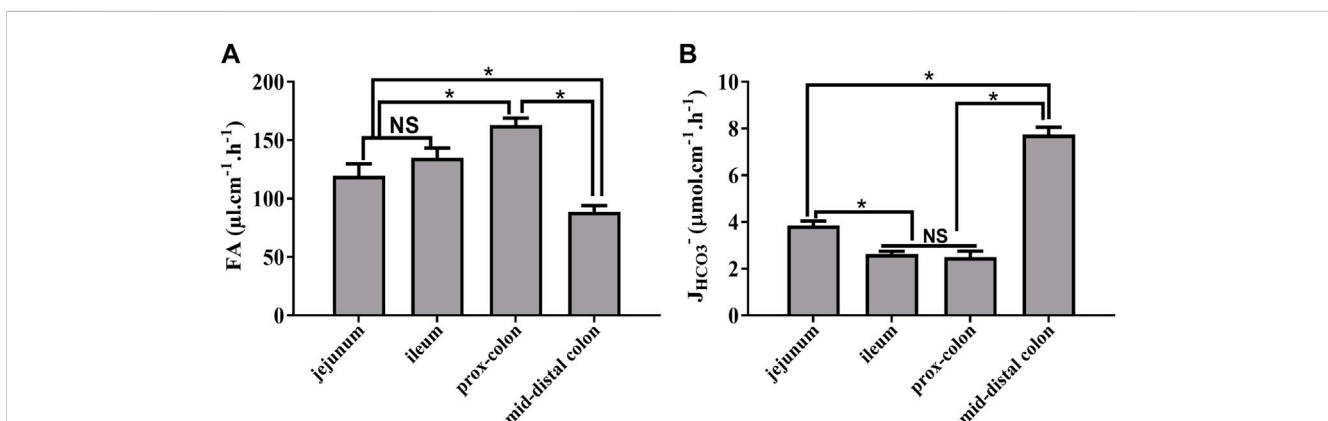 A
FA (µl.cm⁻¹.h⁻¹)
200
150
100
50
0
*
*
*
NS
jejunum
ileum
prox-colon
mid-distal colon
B
J_HCO3⁻ (µmol.cm⁻¹.h⁻¹)
10
8
6
4
2
0
*
*
*
NS
jejunum
ileum
prox-colon
mid-distal colon